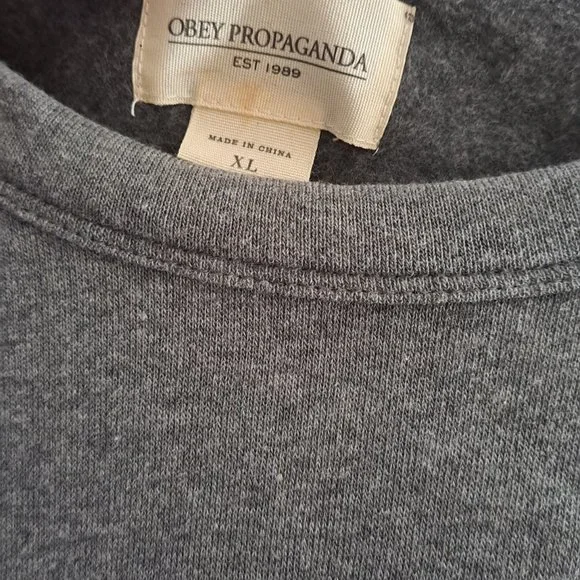 OBEY PROPAGANDA
EST 1989
MADE IN CHINA
XL